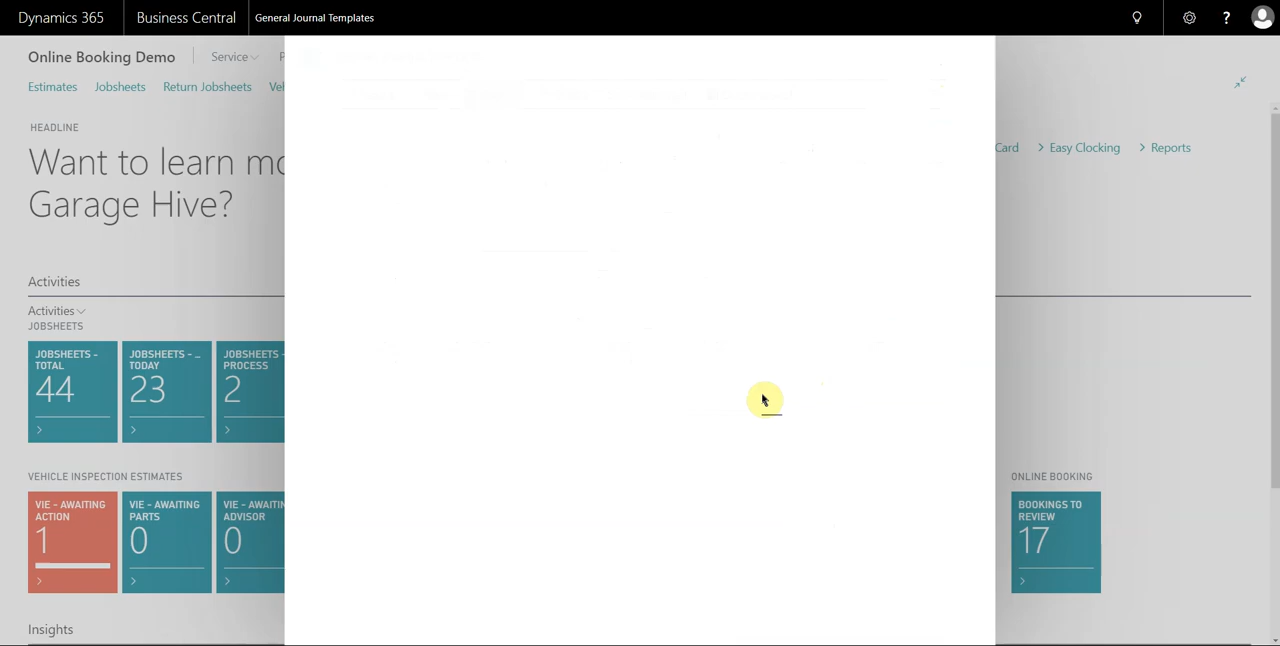 Dynamics 365 Business Central General Journal Templates ?
Online Booking Demo Service
Estimates Jobsheets Return Jobsheets
HEADLINE
Want to learn
Garage Hive?
Card > Easy Clocking > Reports
Activities
Activities
JOBSHEETS
JOBSHEETS - TOTAL
44
JOBSHEETS - ... TODAY
23
JOBSHEETS - PROCESS
2
VEHICLE INSPECTION ESTIMATES
VIE - AWAITING ACTION
1
VIE - AWAITING PARTS
0
VIE - ADVISOR
0
ONLINE BOOKING
BOOKINGS TO REVIEW
17
Insights